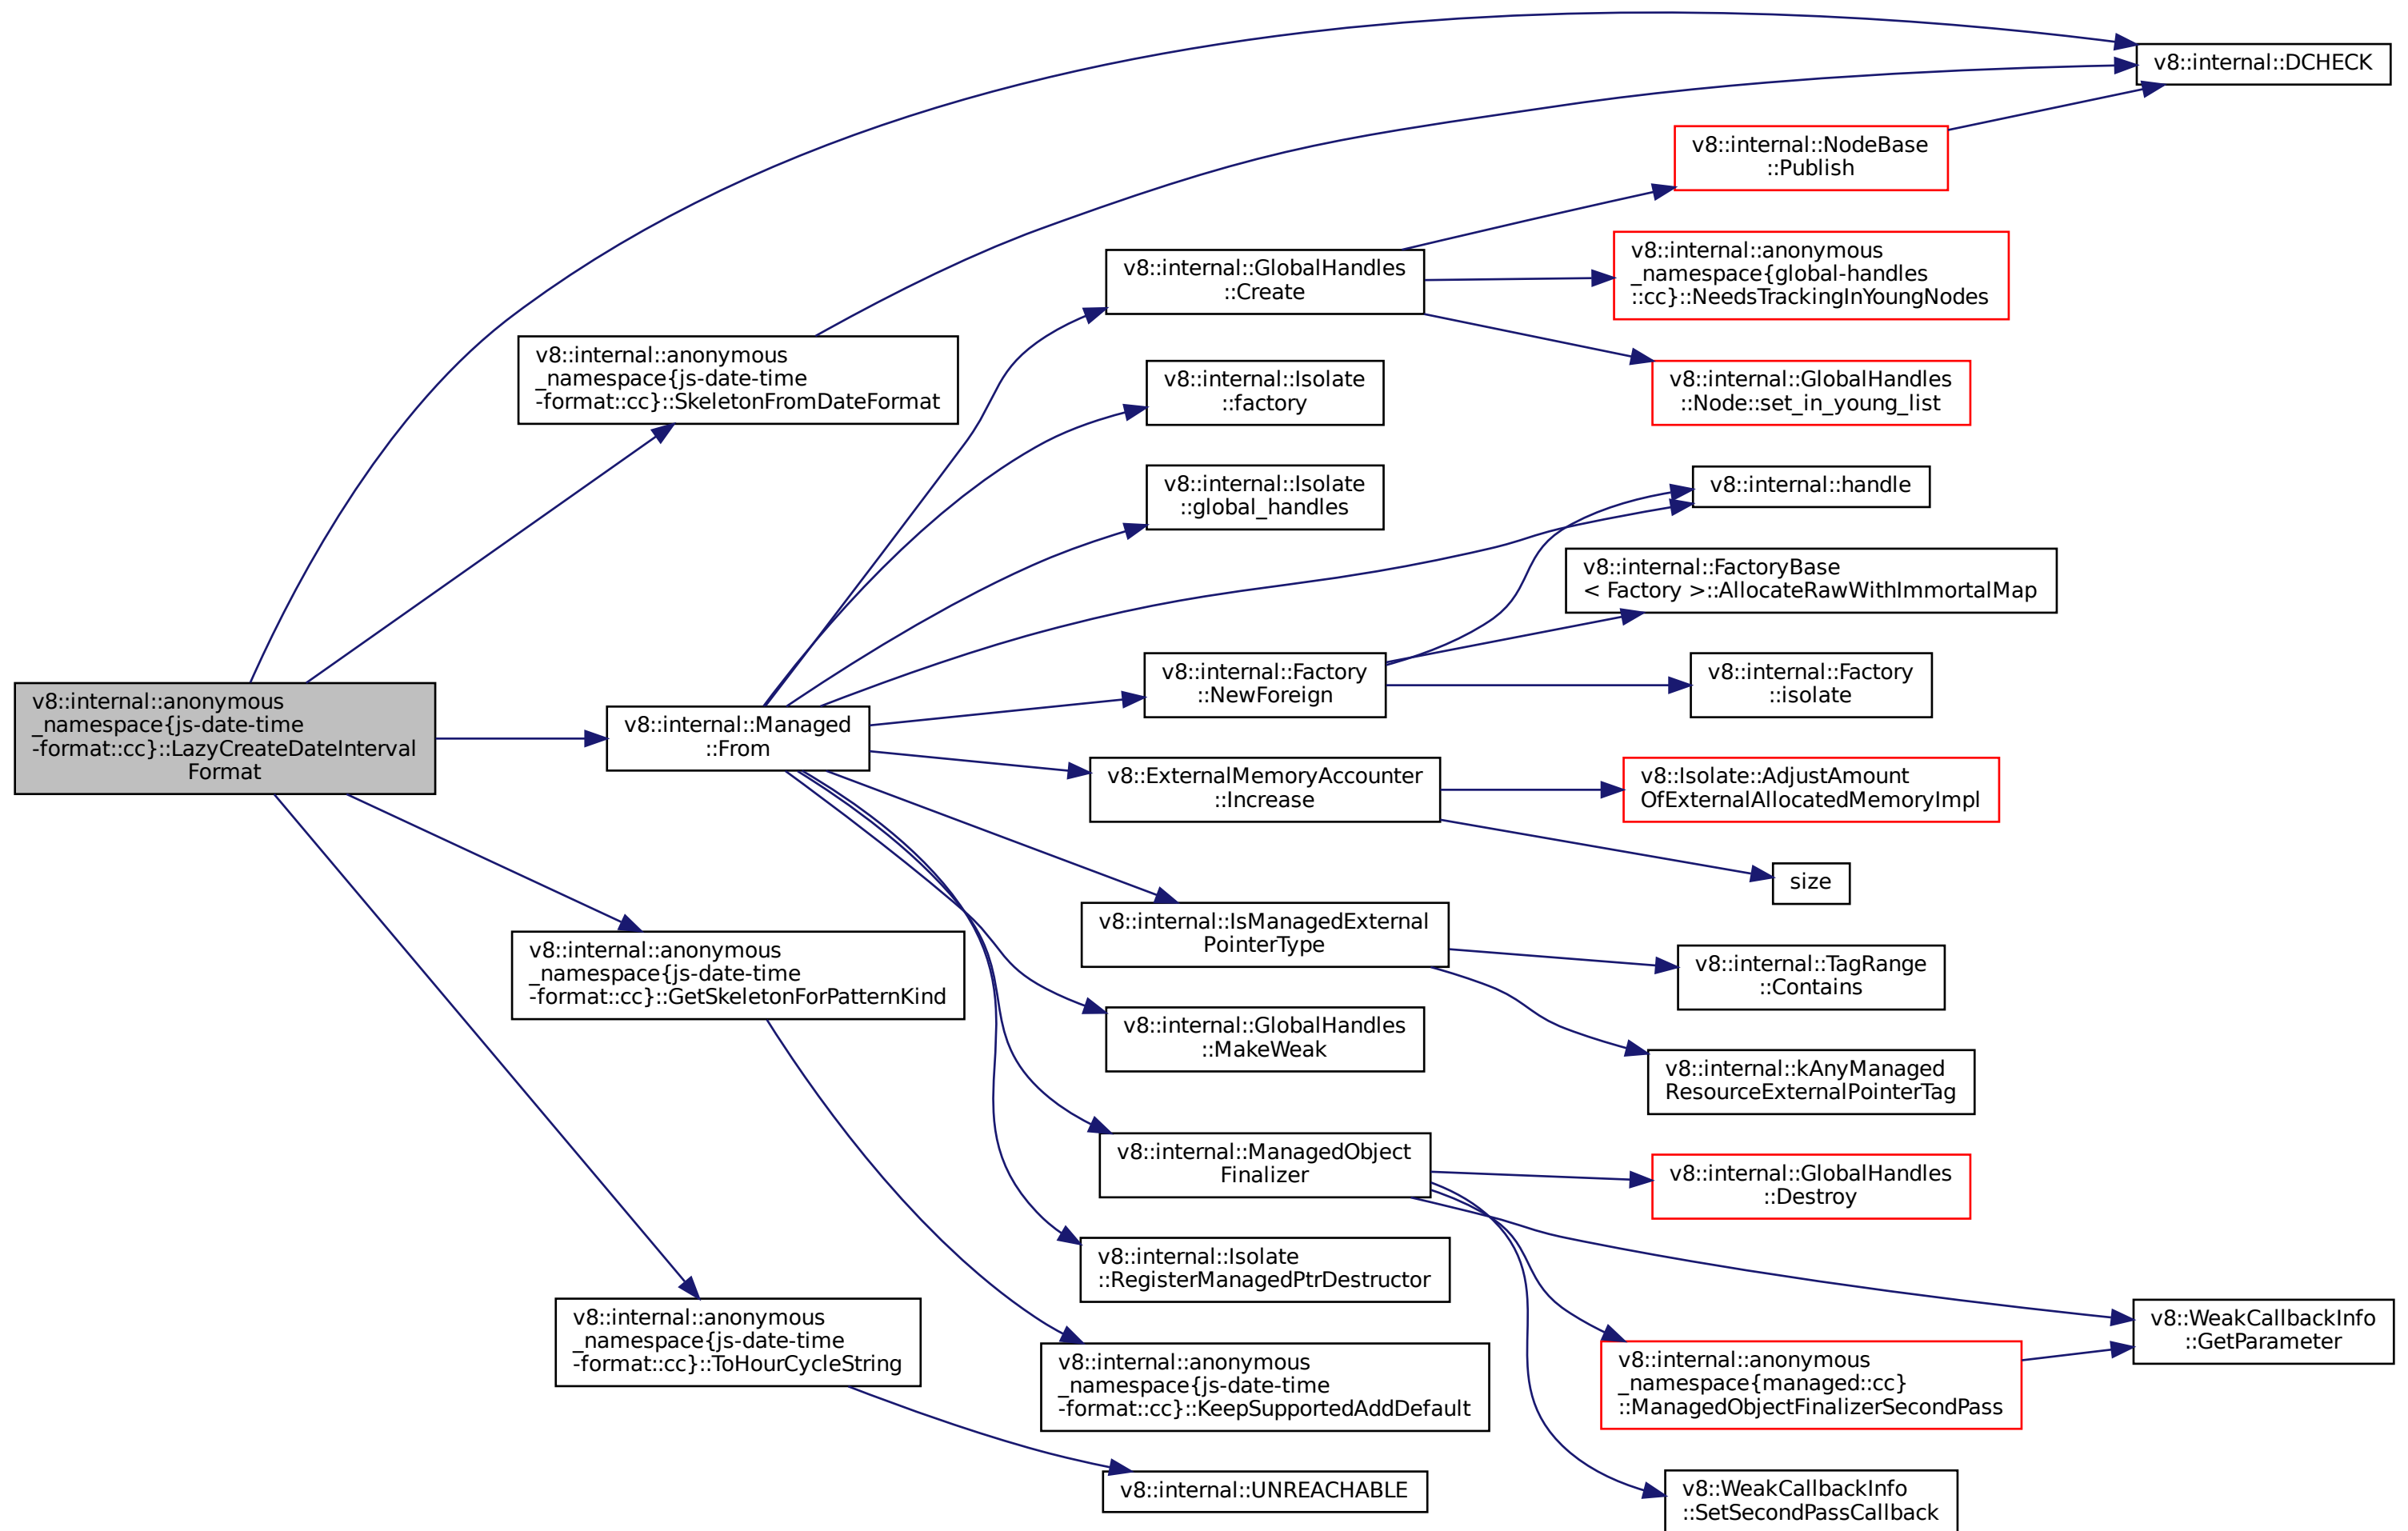 v8::internal::DCHECK
v8::internal::NodeBase
::Publish
v8::internal::GlobalHandles
::Create
v8::internal::anonymous
_namespace{global-handles
::cc}::NeedsTrackingInYoungNodes
v8::internal::anonymous
_namespace{js-date-time
-format::cc}::SkeletonFromDateFormat
v8::internal::Isolate
::factory
v8::internal::GlobalHandles
::Node::set_in_young_list
v8::internal::Isolate
::global_handles
v8::internal::handle
v8::internal::FactoryBase
< Factory >::AllocateRawWithImmortalMap
v8::internal::anonymous
_namespace{js-date-time
-format::cc}::LazyCreateDateInterval
Format
v8::internal::Managed
::From
v8::internal::Factory
::NewForeign
v8::internal::Factory
::isolate
v8::ExternalMemoryAccounter
::Increase
v8::Isolate::AdjustAmount
OfExternalAllocatedMemoryImpl
size
v8::internal::IsManagedExternal
PointerType
v8::internal::TagRange
::Contains
v8::internal::anonymous
_namespace{js-date-time
-format::cc}::GetSkeletonForPatternKind
v8::internal::GlobalHandles
::MakeWeak
v8::internal::kAnyManaged
ResourceExternalPointerTag
v8::internal::ManagedObject
Finalizer
v8::internal::GlobalHandles
::Destroy
v8::internal::Isolate
::RegisterManagedPtrDestructor
v8::internal::anonymous
_namespace{js-date-time
-format::cc}::ToHourCycleString
v8::internal::anonymous
_namespace{js-date-time
-format::cc}::KeepSupportedAddDefault
v8::internal::anonymous
_namespace{managed::cc}
::ManagedObjectFinalizerSecondPass
v8::WeakCallbackInfo
::GetParameter
v8::internal::UNREACHABLE
v8::WeakCallbackInfo
::SetSecondPassCallback